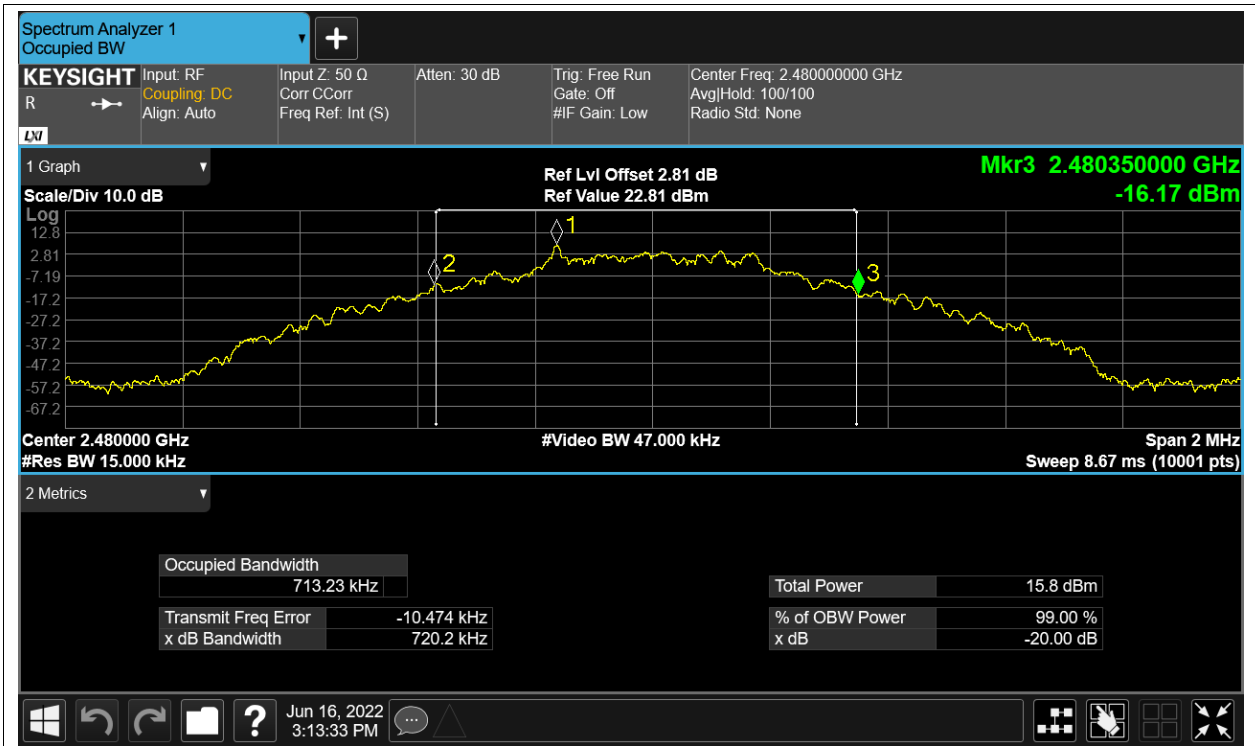 Spectrum Analyzer 1
Occupied BW
+
KEYSIGHT Input: RF Input Z: 50 Ω Atten: 30 dB Trig: Free Run Center Freq: 2.480000000 GHz
R Coupling: DC Corr CCorr Gate: Off Avg|Hold: 100/100
Align: Auto Freq Ref: Int (S) #IF Gain: Low Radio Std: None
LXI
1 Graph
Ref Lvl Offset 2.81 dB Mkr3 2.480350000 GHz
Scale/Div 10.0 dB Ref Value 22.81 dBm -16.17 dBm
Log
12.8
2.81
-7.19
-17.2
-27.2
-37.2
-47.2
-57.2
-67.2
1
2
3
Center 2.480000 GHz #Video BW 47.000 kHz Span 2 MHz
#Res BW 15.000 kHz Sweep 8.67 ms (10001 pts)
2 Metrics
Occupied Bandwidth
713.23 kHz Total Power 15.8 dBm
Transmit Freq Error -10.474 kHz % of OBW Power 99.00 %
x dB Bandwidth 720.2 kHz x dB -20.00 dB
? Jun 16, 2022
3:13:33 PM